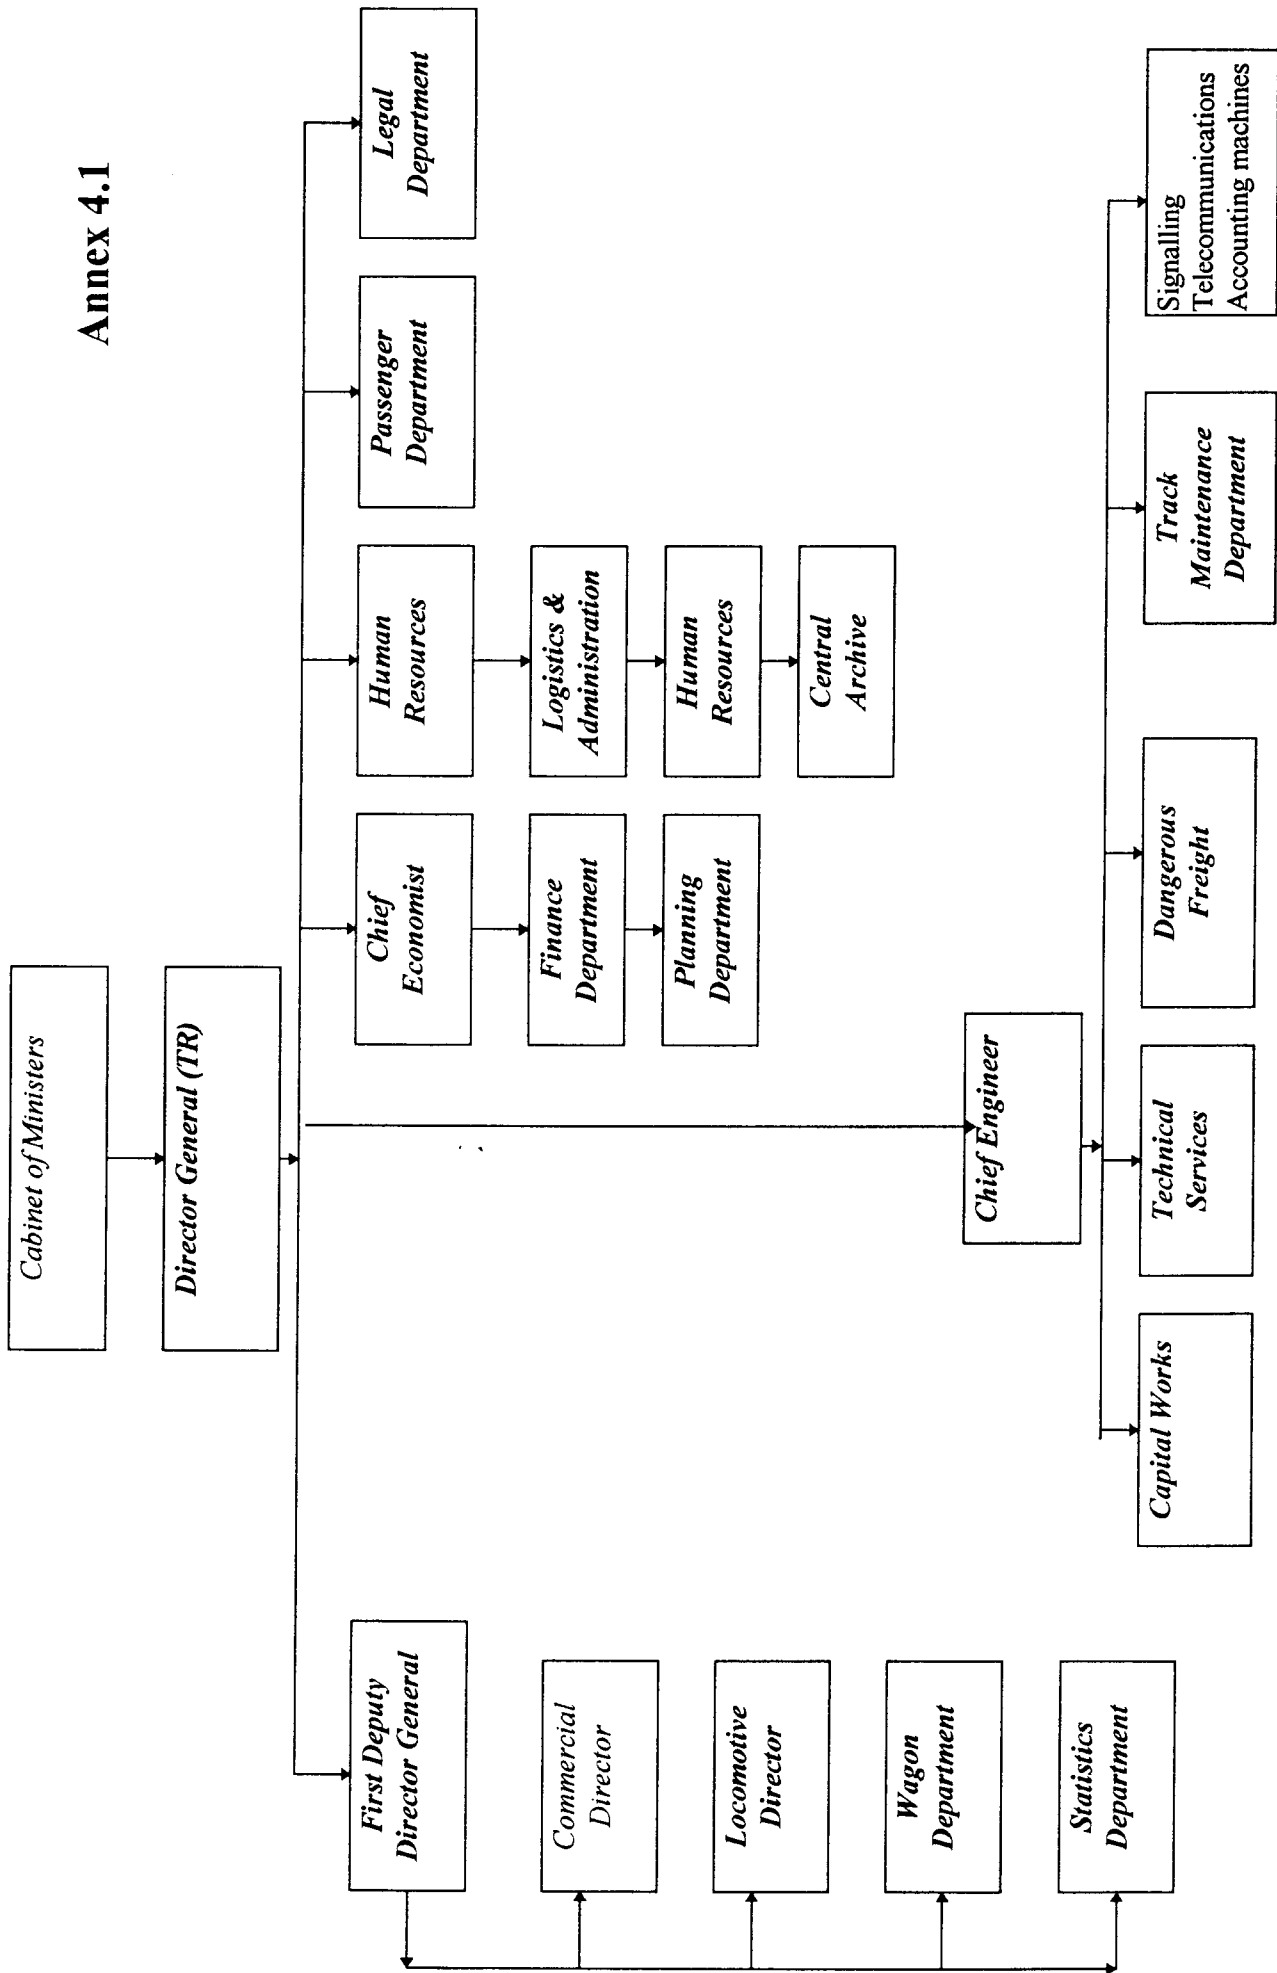 Annex 4.1
Cabinet of Ministers
Director General (TR)
First Deputy
Director General
Chief
Economist
Human
Resources
Passenger
Department
Legal
Department
Commercial
Director
Locomotive
Director
Wagon
Department
Statistics
Department
Finance
Department
Planning
Department
Logistics &
Administration
Human
Resources
Central
Archive
Chief Engineer
Capital Works
Technical
Services
Dangerous
Freight
Track
Maintenance
Department
Signalling
Telecommunications
Accounting machines